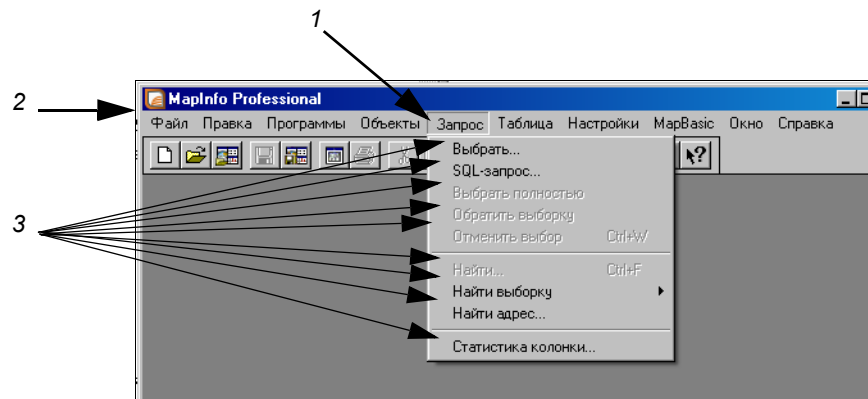 1
2
MapInfo Professional
Файл Правка Программы Объекты Запрос Таблица Настройки MapBasic Окно Справка
Выбрать...
SQL-запрос...
Выбрать полностью
Обратить выборку
3
Отменить выбор Ctrl+W
Найти... Ctrl+F
Найти выборку
Найти адрес...
Статистика колонки...